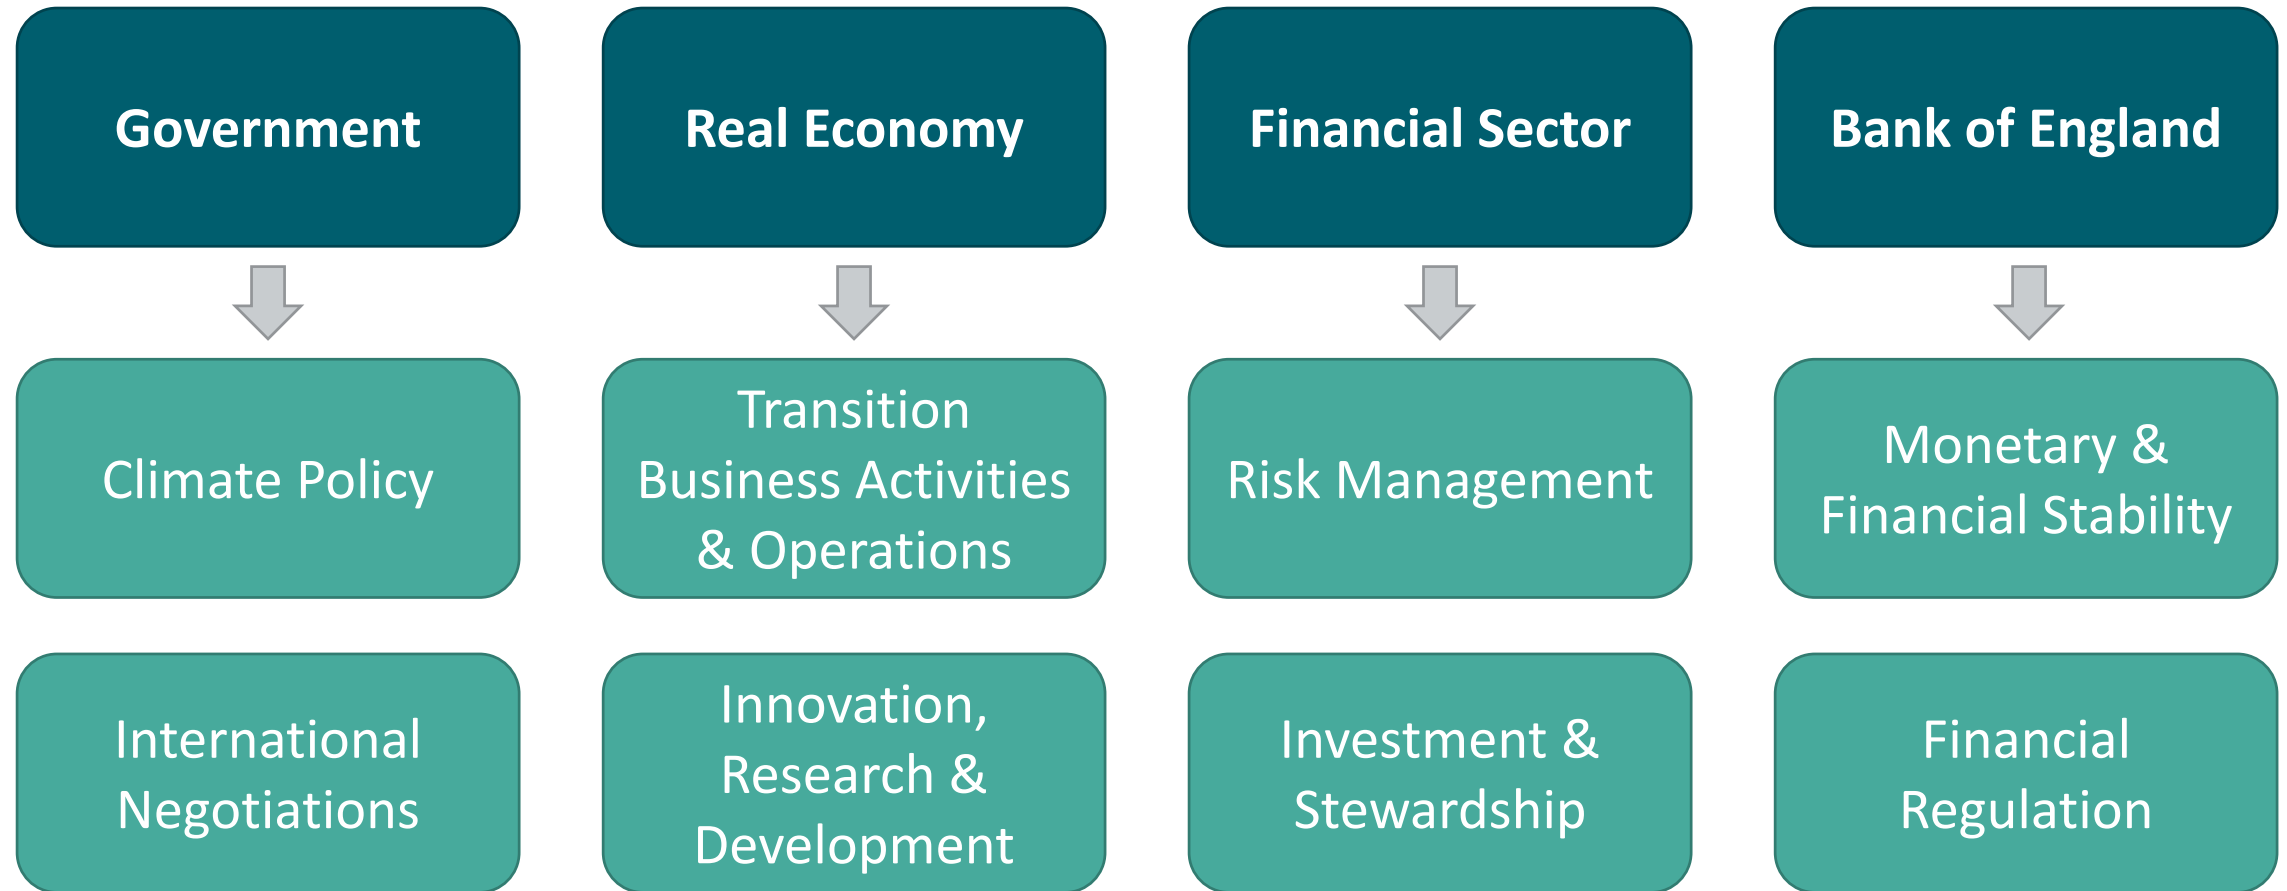 Government
Real Economy
Financial Sector
Bank of England
Climate Policy
Transition
Business Activities
& Operations
Risk Management
Monetary &
Financial Stability
International
Negotiations
Innovation,
Research &
Development
Investment &
Stewardship
Financial
Regulation